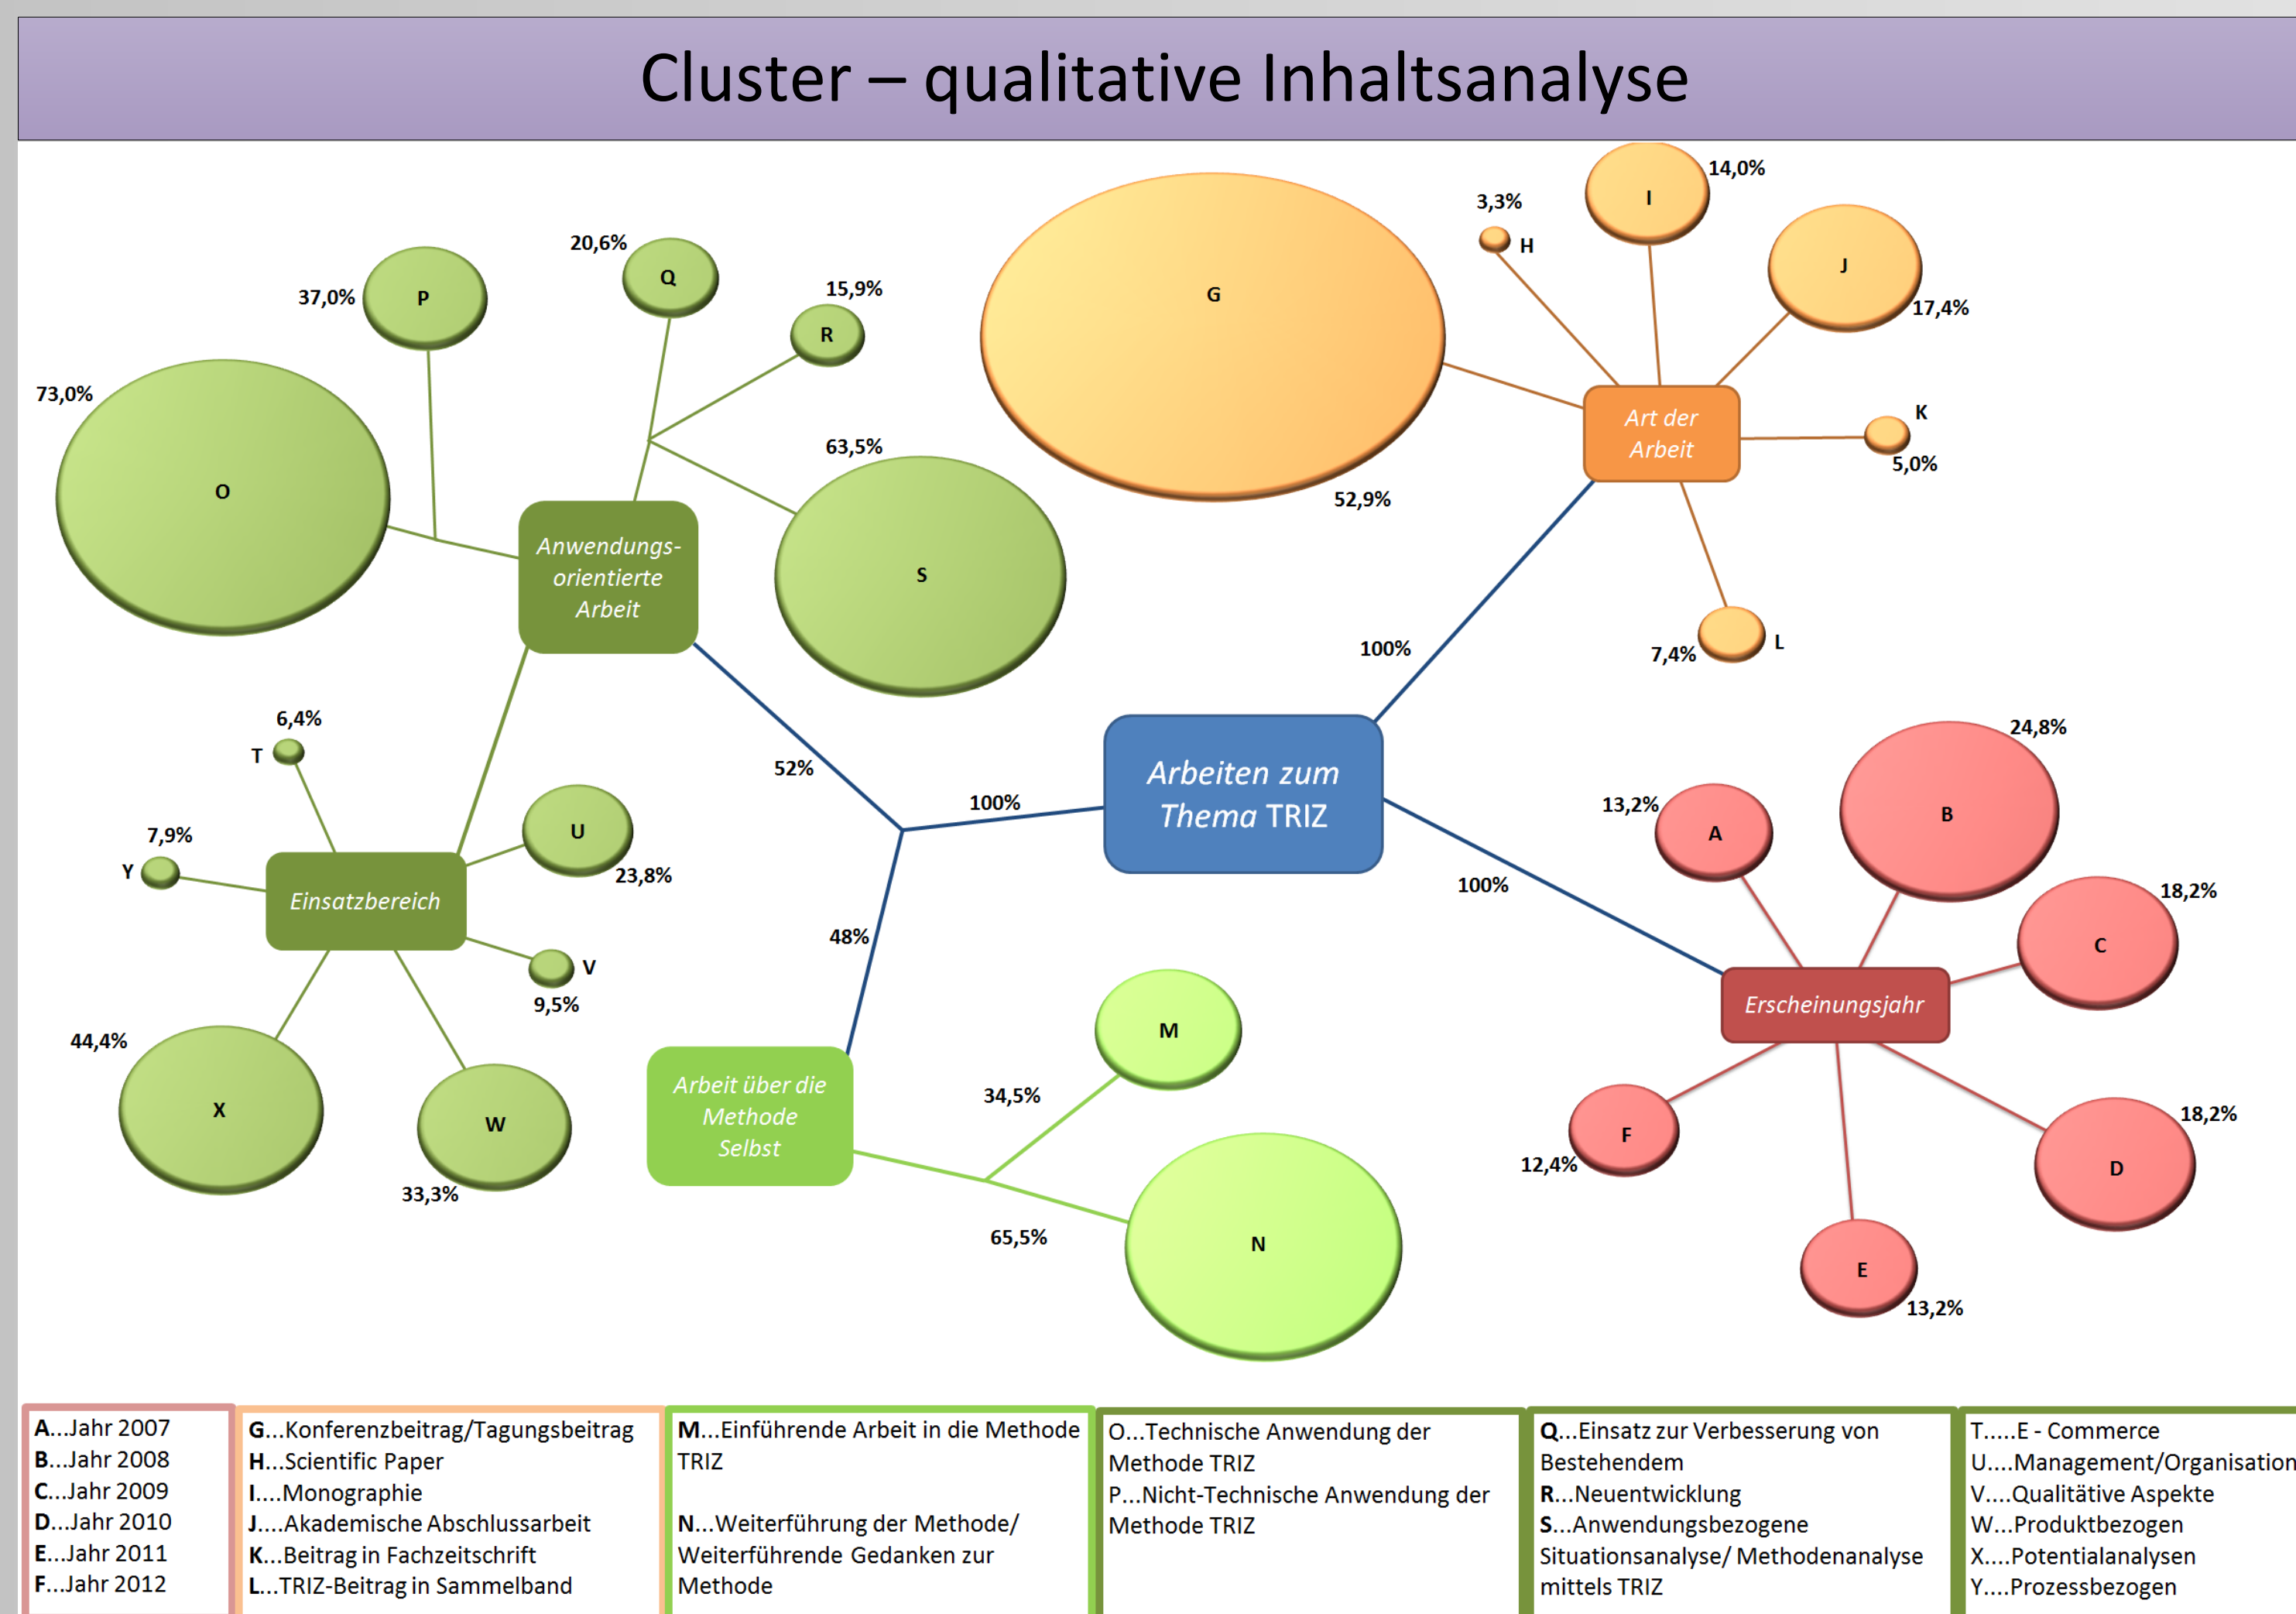 Cluster – qualitative Inhaltsanalyse
14,0%
I
3,3%
H
J
17,4%
G
52,9%
Art der
Arbeit
K
5,0%
7,4%
L
20,6%
Q
15,9%
R
37,0%
P
73,0%
O
63,5%
S
Anwendungs-
orientierte
Arbeit
100%
Arbeiten zum
Thema TRIZ
52%
100%
48%
100%
6,4%
T
7,9%
Y
U
23,8%
Einsatzbereich
V
9,5%
44,4%
X
W
33,3%
Arbeit über die
Methode
Selbst
34,5%
M
65,5%
N
24,8%
13,2%
A
B
18,2%
C
Erscheinungsjahr
18,2%
D
F
12,4%
E
13,2%
A...Jahr 2007
B...Jahr 2008
C...Jahr 2009
D...Jahr 2010
E...Jahr 2011
F...Jahr 2012
G...Konferenzbeitrag/Tagungsbeitrag
H...Scientific Paper
I....Monographie
J....Akademische Abschlussarbeit
K...Beitrag in Fachzeitschrift
L...TRIZ-Beitrag in Sammelband
M...Einführende Arbeit in die Methode
TRIZ
N...Weiterführung der Methode/
Weiterführende Gedanken zur
Methode
O...Technische Anwendung der
Methode TRIZ
P...Nicht-Technische Anwendung der
Methode TRIZ
Q...Einsatz zur Verbesserung von
Bestehendem
R...Neuentwicklung
S...Anwendungsbezogene
Situationsanalyse/ Methodenanalyse
mittels TRIZ
T.....E - Commerce
U....Management/Organisation
V....Qualitätive Aspekte
W...Produktbezogen
X....Potentialanalysen
Y....Prozessbezogen